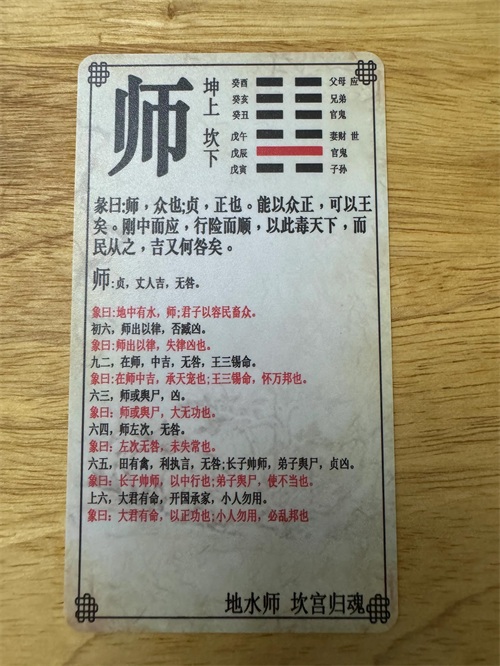 师
坤上 坎下
癸酉 父母 应
癸亥 兄弟
癸丑 官鬼
戊午 妻财 世
戊辰 官鬼
戊寅 子孙
彖曰:师，众也;贞，正也。能以众正，可以王
矣。刚中而应，行险而顺，以此毒天下，而
民从之，吉又何咎矣。
师:贞，丈人吉，无咎。
象曰:地中有水，师;君子以容民畜众。
初六，师出以律，否臧凶。
象曰:师出以律，失律凶也。
九二，在师，中吉，无咎，王三锡命。
象曰:在师中吉，承天宠也;王三锡命，怀万邦也。
六三，师或舆尸，凶。
象曰:师或舆尸，大无功也。
六四，师左次，无咎。
象曰:左次无咎，未失常也。
六五，田有禽，利执言，无咎;长子帅师，弟子舆尸，贞凶。
象曰:长子帅师，以中行也;弟子舆尸，使不当也。
上六，大君有命，开国承家，小人勿用。
象曰:大君有命，以正功也;小人勿用，必乱邦也
地水师 坎宫归魂